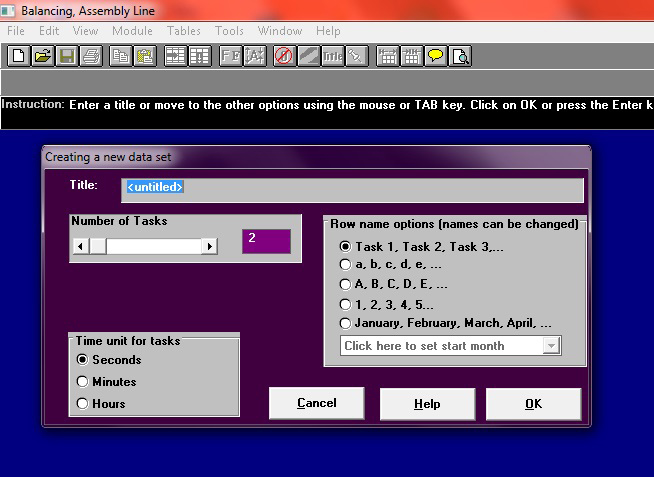 Balancing, Assembly Line
File Edit View Module Tables Tools Window Help
Title
Instruction: Enter a title or move to the other options using the mouse or TAB key. Click on OK or press the Enter k
Creating a new data set
Title: <untitled>
Number of Tasks
2
Row name options (names can be changed)
Task 1, Task 2, Task 3,...
a, b, c, d, e, ...
A, B, C, D, E, ...
1, 2, 3, 4, 5...
January, February, March, April, ...
Click here to set start month
Time unit for tasks
Seconds
Minutes
Hours
Cancel Help OK